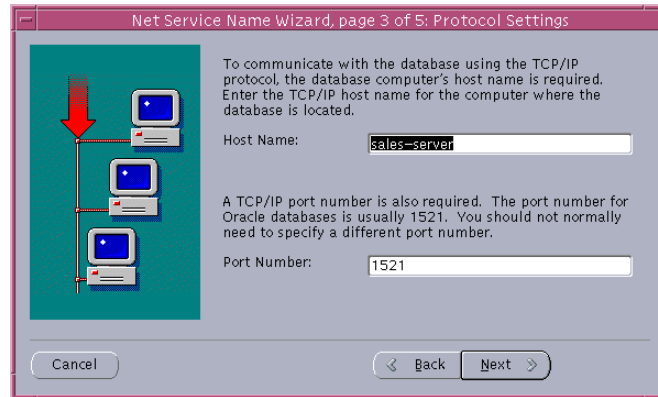 Net Service Name Wizard, page 3 of 5: Protocol Settings
To communicate with the database using the TCP/IP
protocol, the database computer's host name is required.
Enter the TCP/IP host name for the computer where the
database is located.
Host Name:
sales-server
A TCP/IP port number is also required. The port number for
Oracle databases is usually 1521. You should not normally
need to specify a different port number.
Port Number:
1521
Cancel
Back
Next